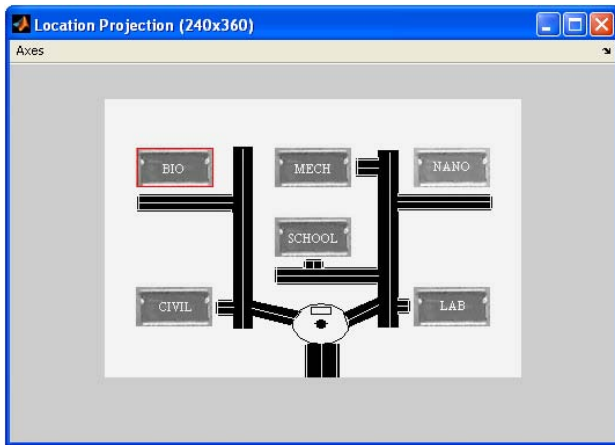 Location Projection (240x360)
Axes
BIO
MECH
NANO
SCHOOL
CIVIL
LAB